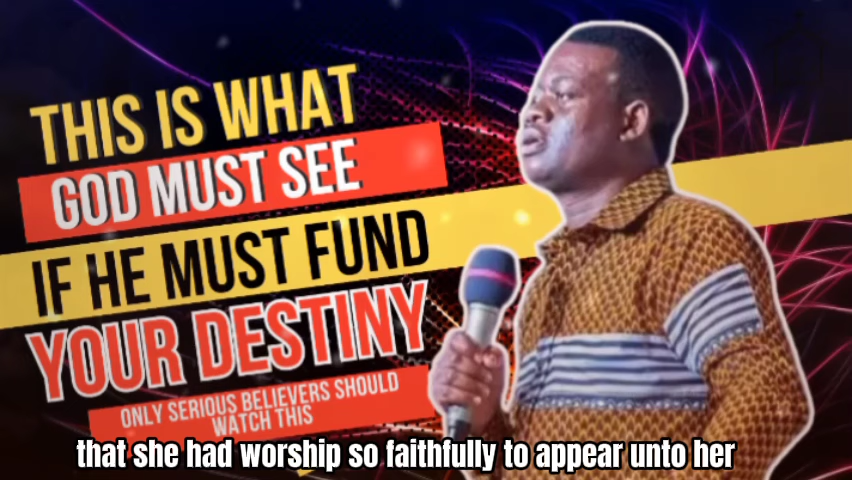 THIS IS WHAT
GOD MUST SEE
IF HE MUST FUND
YOUR DESTINY
ONLY SERIOUS BELIEVERS SHOULD
WATCH THIS
that she had worship so faithfully to appear unto her